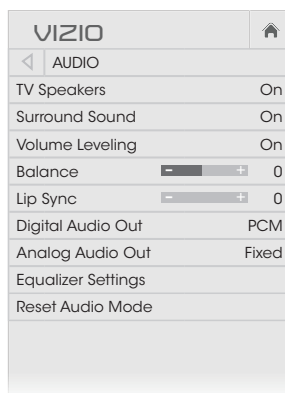 VIZIO
AUDIO
TV Speakers On
Surround Sound On
Volume Leveling On
Balance - + 0
Lip Sync - + 0
Digital Audio Out PCM
Analog Audio Out Fixed
Equalizer Settings
Reset Audio Mode